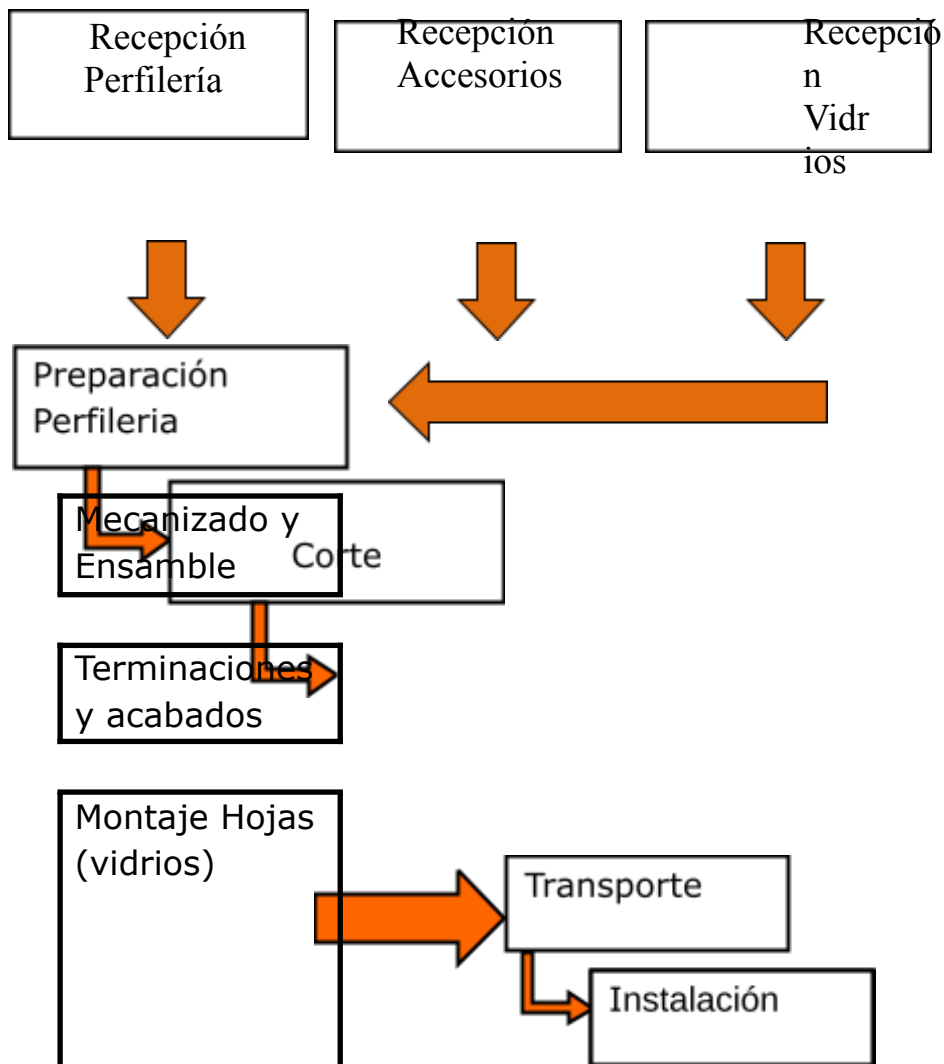 Recepción
Perfilería
Recepción
Accesorios
Recepció
n
Vidr
ios
Preparación
Perfileria
Mecanizado y
Ensamble
Corte
Terminaciones
y acabados
Montaje Hojas
(vidrios)
Transporte
Instalación